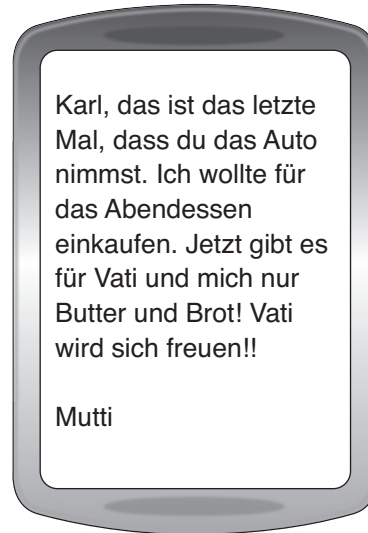 Karl, das ist das letzte
Mal, dass du das Auto
nimmst. Ich wollte für
das Abendessen
einkaufen. Jetzt gibt es
für Vati und mich nur
Butter und Brot! Vati
wird sich freuen!!
Mutti